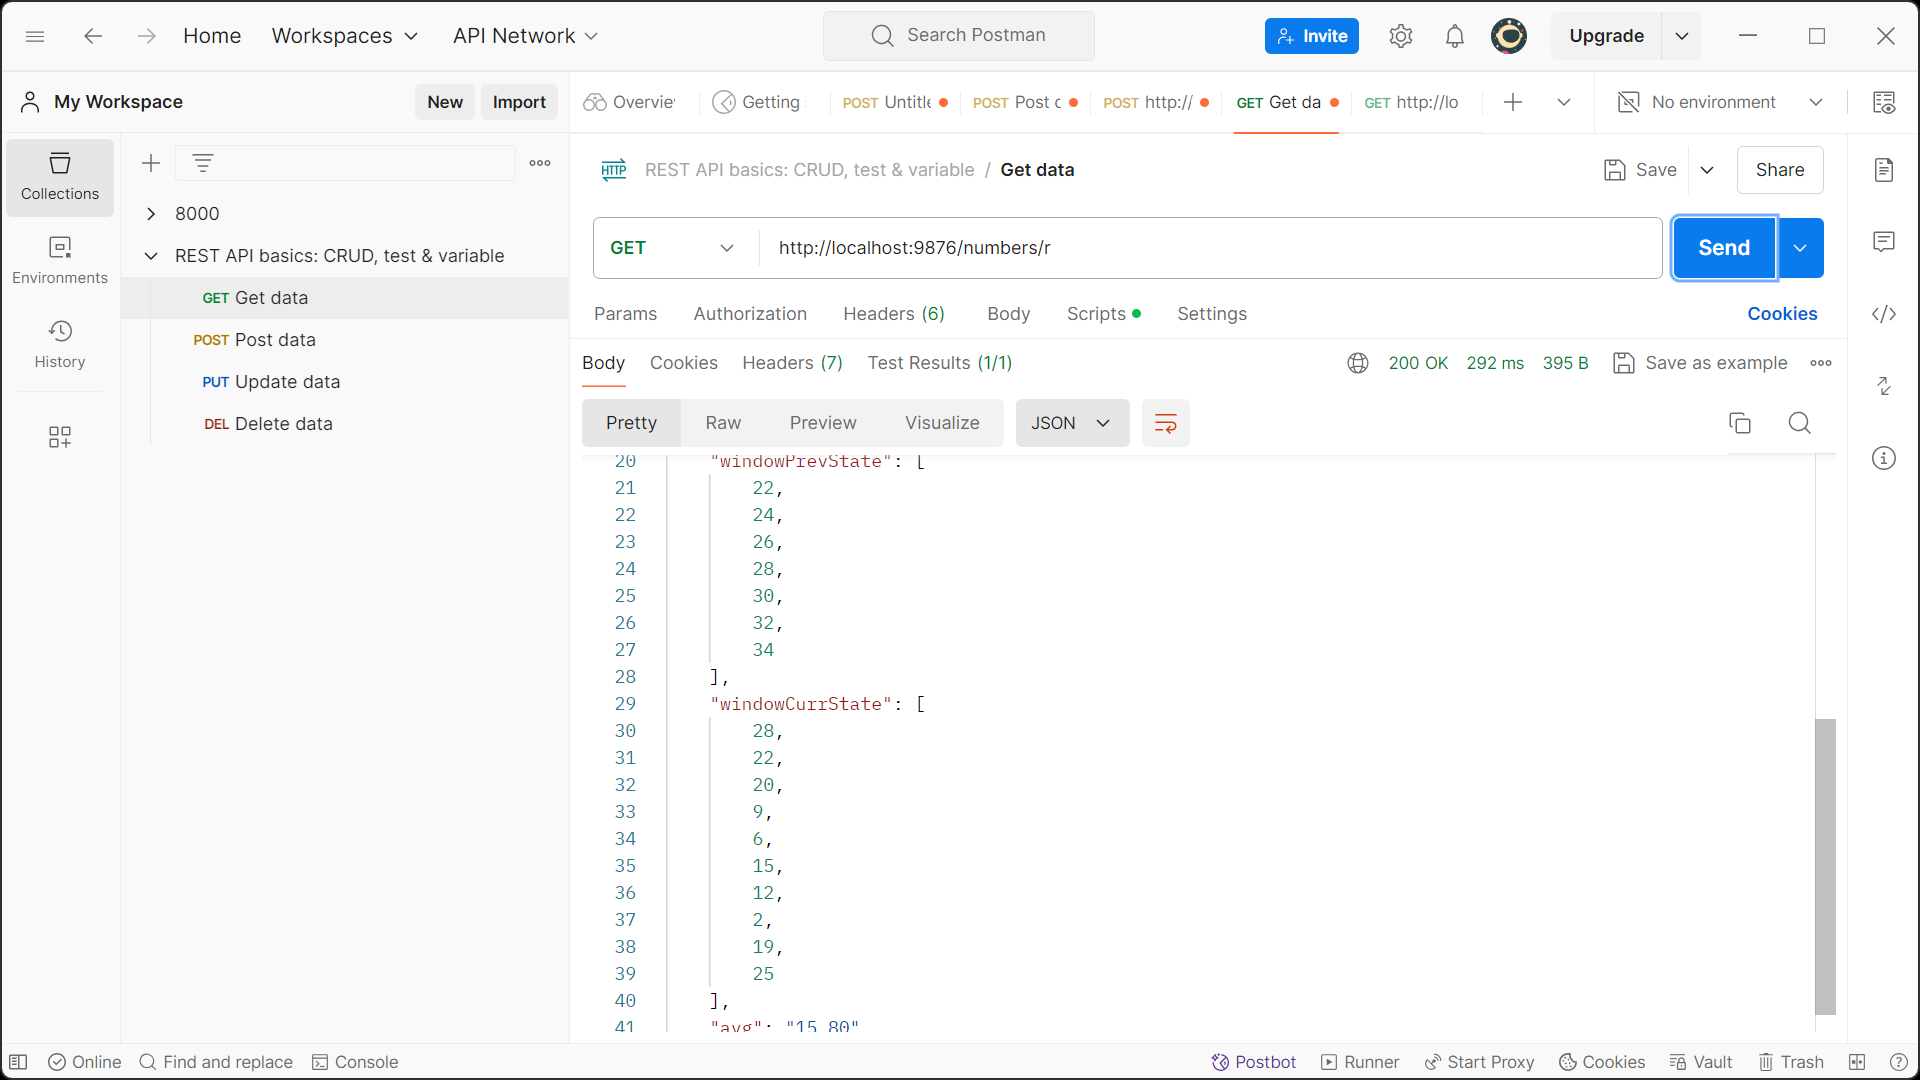 Home Workspaces API Network Search Postman Invite Upgrade
My Workspace New Import
Overvie Getting POST Untitle POST Post c POST http:// GET Get da GET http://lo No environment
Collections
Environments
History
8000
REST API basics: CRUD, test & variable
GET Get data
POST Post data
PUT Update data
DEL Delete data
HTTP REST API basics: CRUD, test & variable / Get data Save Share
GET http://localhost:9876/numbers/r Send
Params Authorization Headers (6) Body Scripts Settings Cookies
Body Cookies Headers (7) Test Results (1/1) 200 OK 292 ms 395 B Save as example
Pretty Raw Preview Visualize JSON
20 "windowPrevState": [
21 22,
22 24,
23 26,
24 28,
25 30,
26 32,
27 34
28 ],
29 "windowCurrState": [
30 28,
31 22,
32 20,
33 9,
34 6,
35 15,
36 12,
37 2,
38 19,
39 25
40 ],
41 "avg": "15.80"
Online Find and replace Console Postbot Runner Start Proxy Cookies Vault Trash